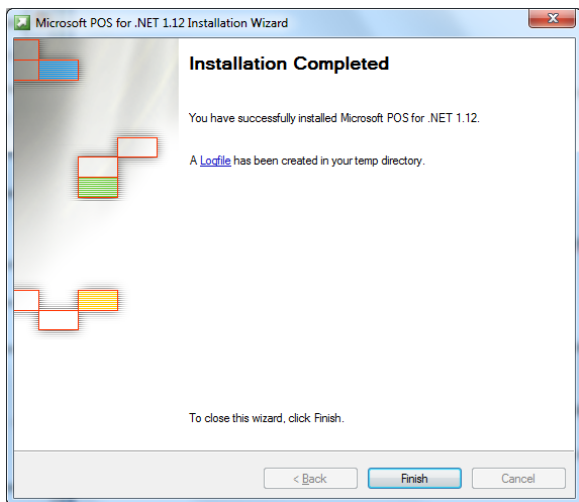 Microsoft POS for .NET 1.12 Installation Wizard
Installation Completed
You have successfully installed Microsoft POS for .NET 1.12.
A Logfile has been created in your temp directory.
To close this wizard, click Finish.
< Back
Finish
Cancel